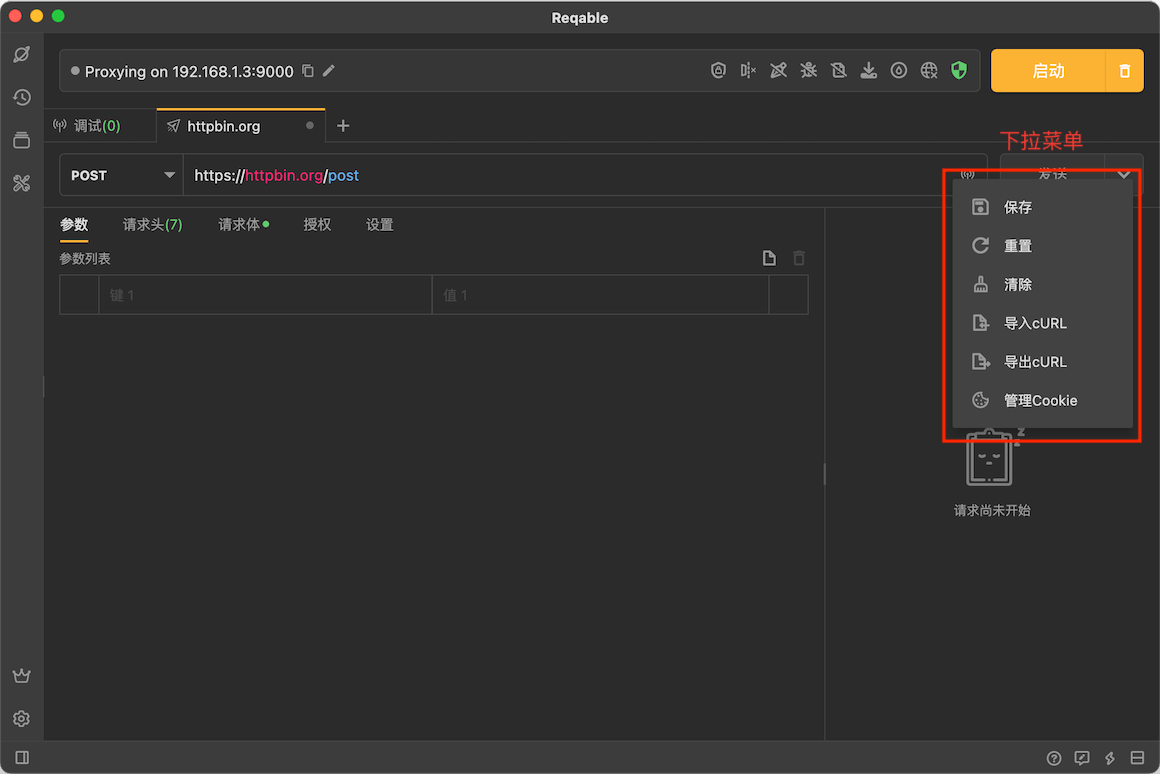 Reqable
Proxying on 192.168.1.3:9000
启动
调试(0)
httpbin.org
下拉菜单
POST
https://httpbin.org/post
发送
参数
请求头(7)
请求体
授权
设置
参数列表
键 1
值 1
保存
重置
清除
导入cURL
导出cURL
管理Cookie
请求尚未开始